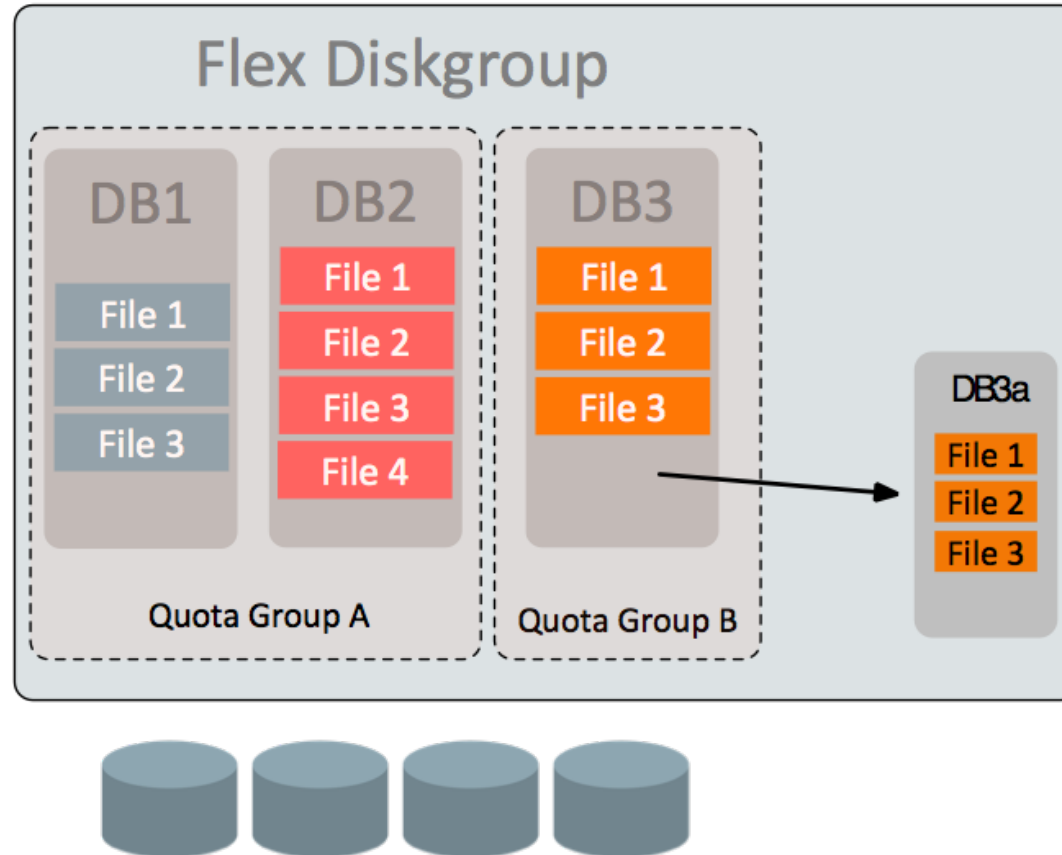 Flex Diskgroup
DB1
File 1
File 2
File 3
DB2
File 1
File 2
File 3
File 4
Quota Group A
DB3
File 1
File 2
File 3
Quota Group B
DB3a
File 1
File 2
File 3